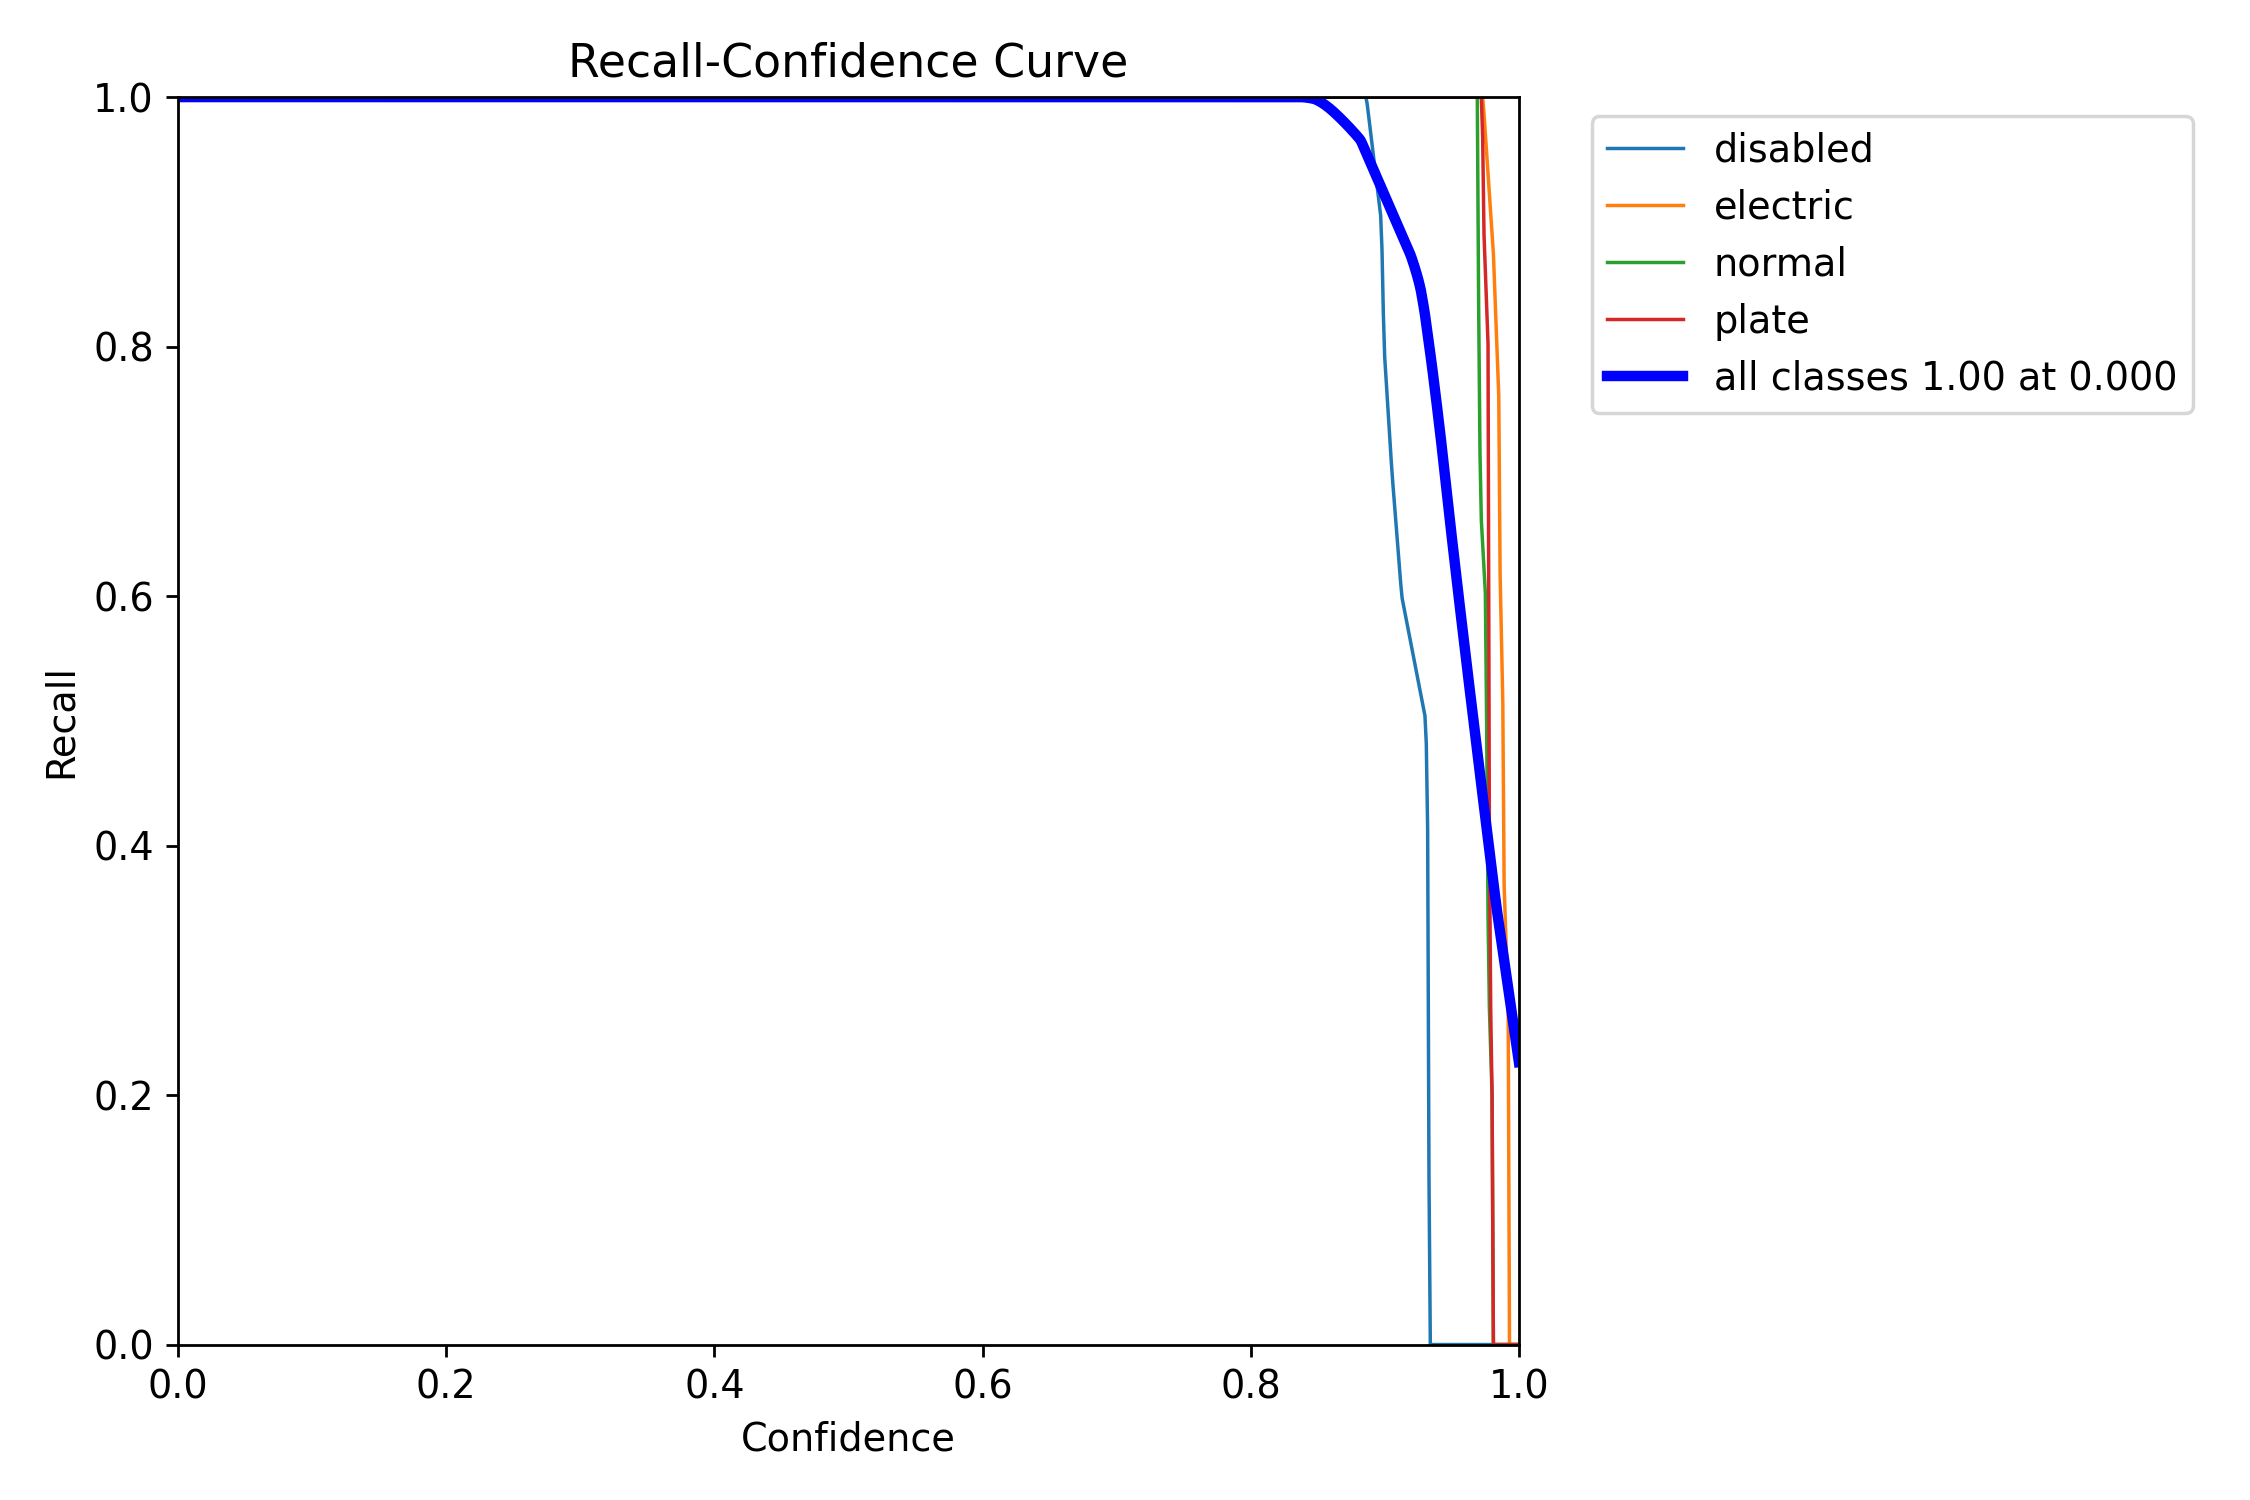 Recall-Confidence Curve
1.0
0.8
0.6
0.4
0.2
0.0
Recall
0.0 0.2 0.4 0.6 0.8 1.0
Confidence
disabled
electric
normal
plate
all classes 1.00 at 0.000